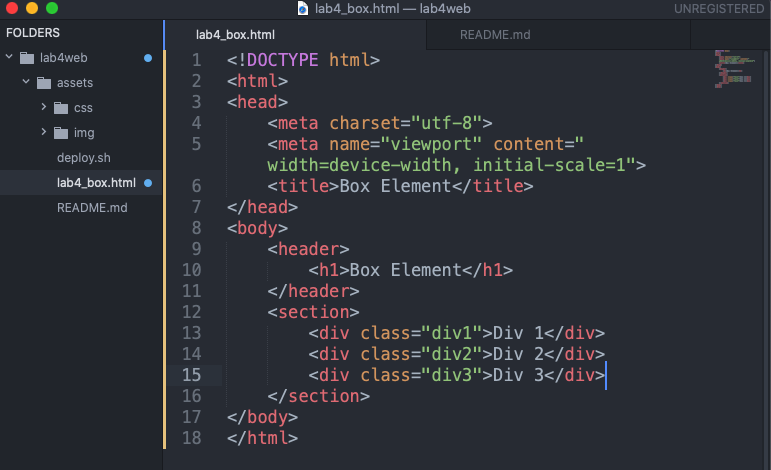 lab4_box.html — lab4web
UNREGISTERED
FOLDERS
lab4web
assets
css
img
deploy.sh
lab4_box.html
README.md
lab4_box.html
README.md
1 <!DOCTYPE html>
2 <html>
3 <head>
4     <meta charset="utf-8">
5     <meta name="viewport" content="
    width=device-width, initial-scale=1">
6     <title>Box Element</title>
7 </head>
8 <body>
9     <header>
10         <h1>Box Element</h1>
11     </header>
12     <section>
13         <div class="div1">Div 1</div>
14         <div class="div2">Div 2</div>
15         <div class="div3">Div 3</div>
16     </section>
17 </body>
18 </html>